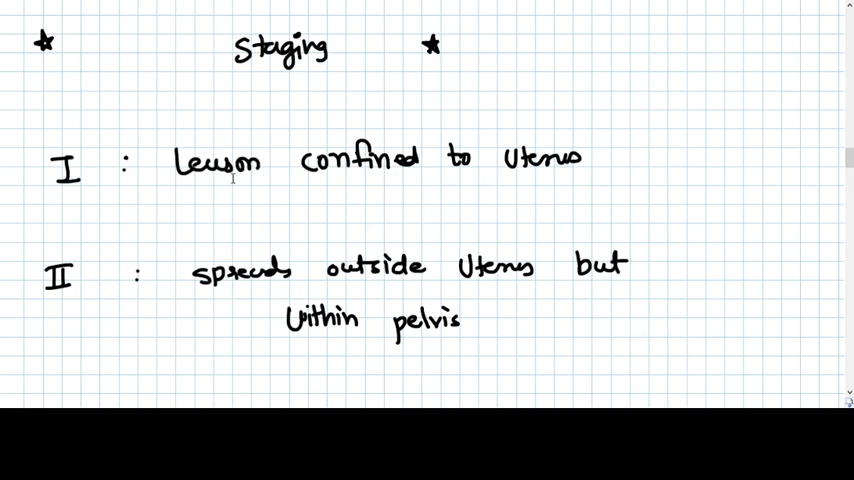 ★ Staging ★
I : Lesion confined to Uterus
II : spreads outside Uterus but
within pelvis